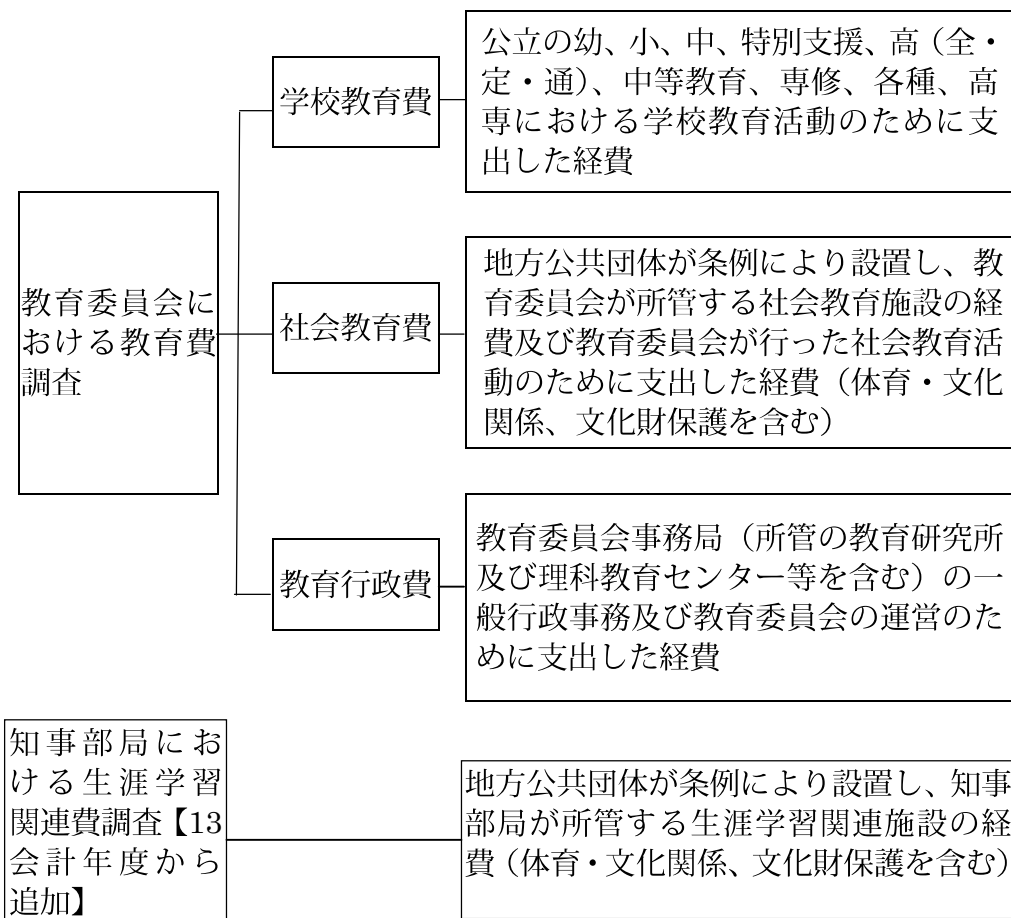 学校教育費
公立の幼、小、中、特別支援、高（全・
定・通）、中等教育、専修、各種、高
専における学校教育活動のために支
出した経費
教育委員会に
おける教育費
調査
社会教育費
地方公共団体が条例により設置し、教
育委員会が所管する社会教育施設の経
費及び教育委員会が行った社会教育活
動のために支出した経費（体育・文化
関係、文化財保護を含む）
教育行政費
教育委員会事務局（所管の教育研究所
及び理科教育センター等を含む）の一
般行政事務及び教育委員会の運営のた
めに支出した経費
知事部局にお
ける生涯学習
関連費調査【13
会計年度から
追加】
地方公共団体が条例により設置し、知事
部局が所管する生涯学習関連施設の経
費（体育・文化関係、文化財保護を含む）